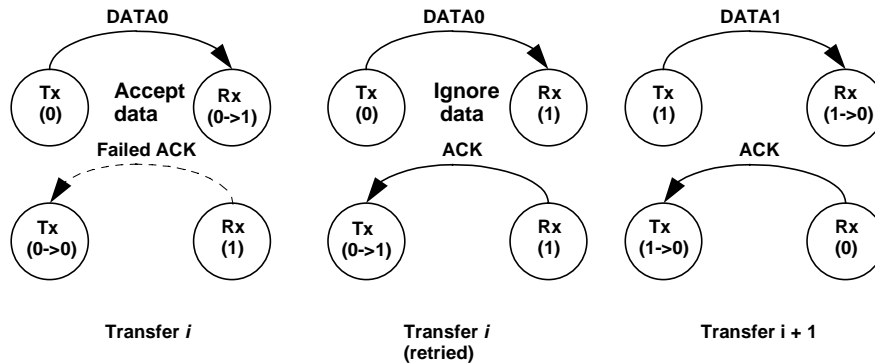 DATA0
DATA0
DATA1
Tx
(0)
Accept
data
Rx
(0->1)
Tx
(0)
Ignore
data
Rx
(1)
Tx
(1)
Rx
(1->0)
Failed ACK
ACK
ACK
Tx
(0->0)
Rx
(1)
Tx
(0->1)
Rx
(1)
Tx
(1->0)
Rx
(0)
Transfer i
Transfer i
(retried)
Transfer i + 1